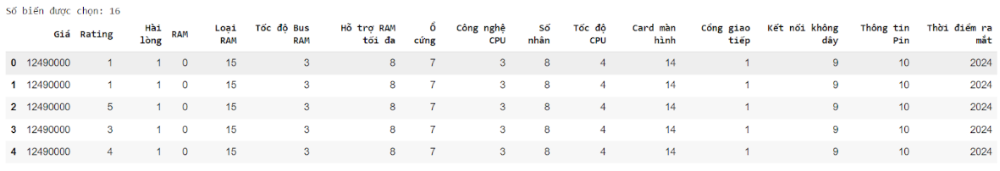 Số biến được chọn: 16
Giá Rating Hài lòng RAM Loại RAM Tốc độ Bus RAM Hỗ trợ RAM tối đa Ổ cứng Công nghệ CPU Số nhân Tốc độ CPU Card màn hình Cổng giao tiếp Kết nối không dây Thông tin Pin Thời điểm ra mắt
0 12490000 1 1 0 15 3 8 7 3 8 4 14 1 9 10 2024
1 12490000 1 1 0 15 3 8 7 3 8 4 14 1 9 10 2024
2 12490000 5 1 0 15 3 8 7 3 8 4 14 1 9 10 2024
3 12490000 3 1 0 15 3 8 7 3 8 4 14 1 9 10 2024
4 12490000 4 1 0 15 3 8 7 3 8 4 14 1 9 10 2024